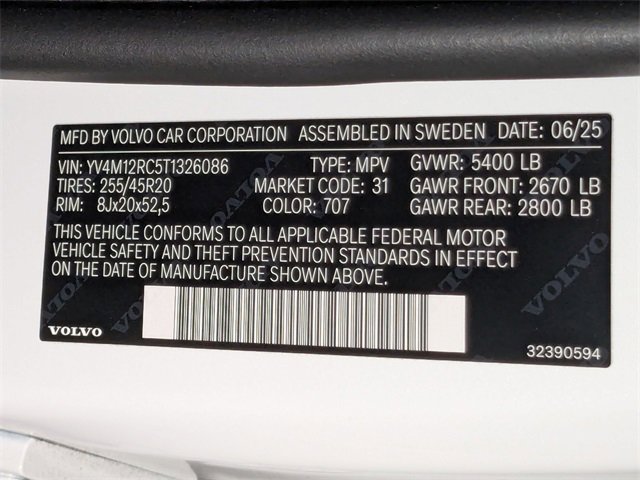 MFD BY VOLVO CAR CORPORATION ASSEMBLED IN SWEDEN DATE: 06/25
VIN: YV4M12RC5T1326086 TYPE: MPV GVWR: 5400 LB
TIRES: 255/45R20 MARKET CODE: 31 GAWR FRONT: 2670 LB
RIM: 8Jx20x52,5 COLOR: 707 GAWR REAR: 2800 LB
THIS VEHICLE CONFORMS TO ALL APPLICABLE FEDERAL MOTOR
VEHICLE SAFETY AND THEFT PREVENTION STANDARDS IN EFFECT
ON THE DATE OF MANUFACTURE SHOWN ABOVE.
VOLVO
32390594